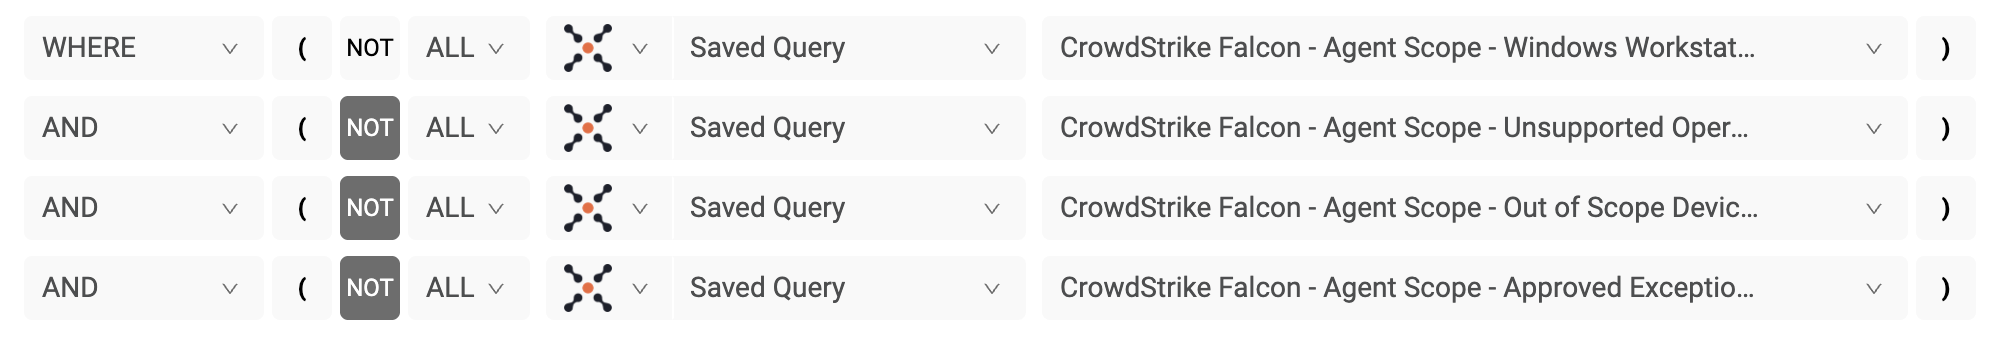 WHERE ( NOT ALL Saved Query CrowdStrike Falcon - Agent Scope - Windows Workstat... )
AND ( NOT ALL Saved Query CrowdStrike Falcon - Agent Scope - Unsupported Oper... )
AND ( NOT ALL Saved Query CrowdStrike Falcon - Agent Scope - Out of Scope Devic... )
AND ( NOT ALL Saved Query CrowdStrike Falcon - Agent Scope - Approved Exceptio... )